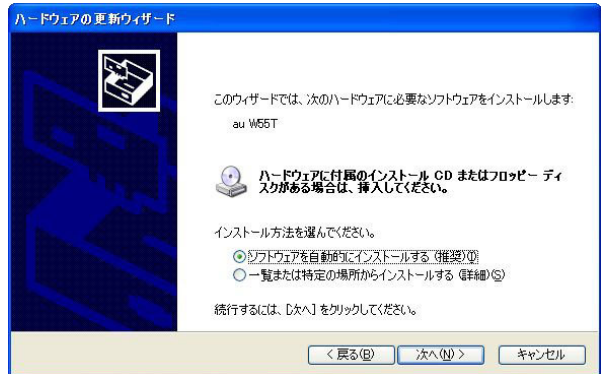 ハードウェアの更新ウィザード
このウィザードでは、次のハードウェアに必要なソフトウェアをインストールします:
au W55T
ハードウェアに付属のインストール CD またはフロッピー ディ
スクがある場合は、挿入してください。
インストール方法を選んでください。
ソフトウェアを自動的にインストールする (推奨)(I)
一覧または特定の場所からインストールする (詳細)(S)
続行するには、[次へ] をクリックしてください。
< 戻る(B) 次へ(N) > キャンセル